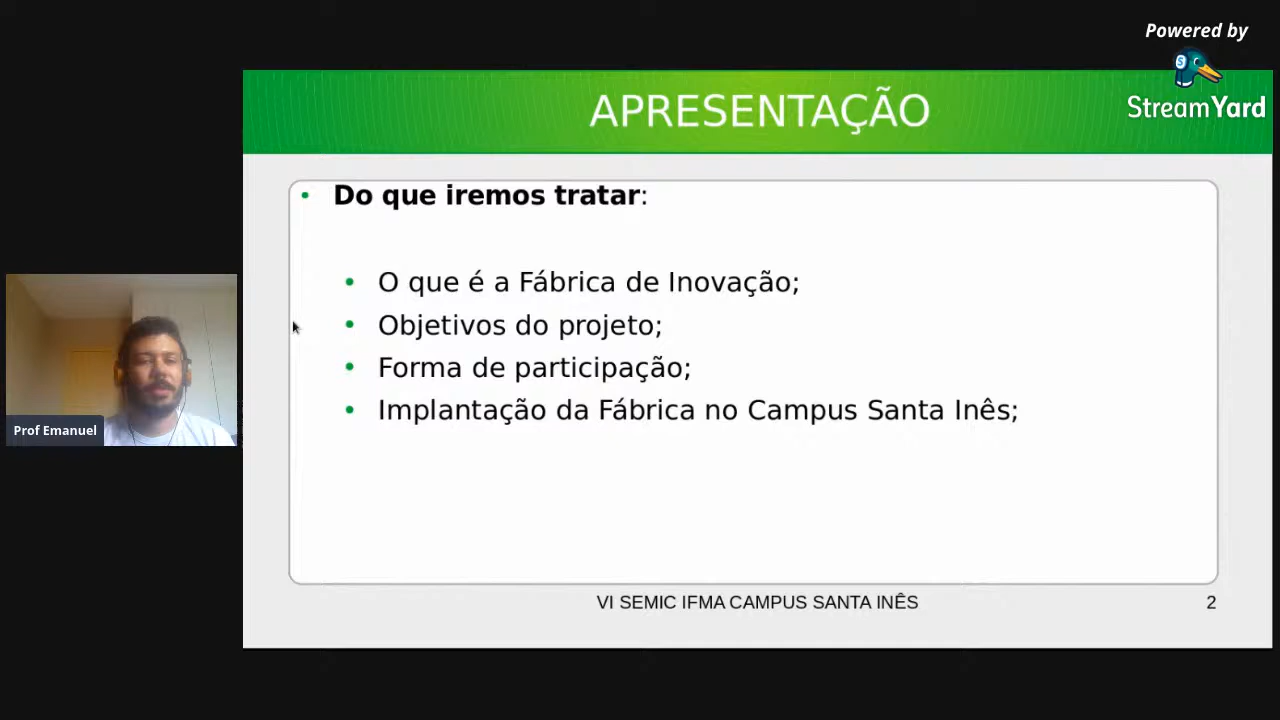 Powered by
StreamYard
APRESENTAÇÃO
Do que iremos tratar:
O que é a Fábrica de Inovação;
Objetivos do projeto;
Forma de participação;
Implantação da Fábrica no Campus Santa Inês;
Prof Emanuel
VI SEMIC IFMA CAMPUS SANTA INÊS
2